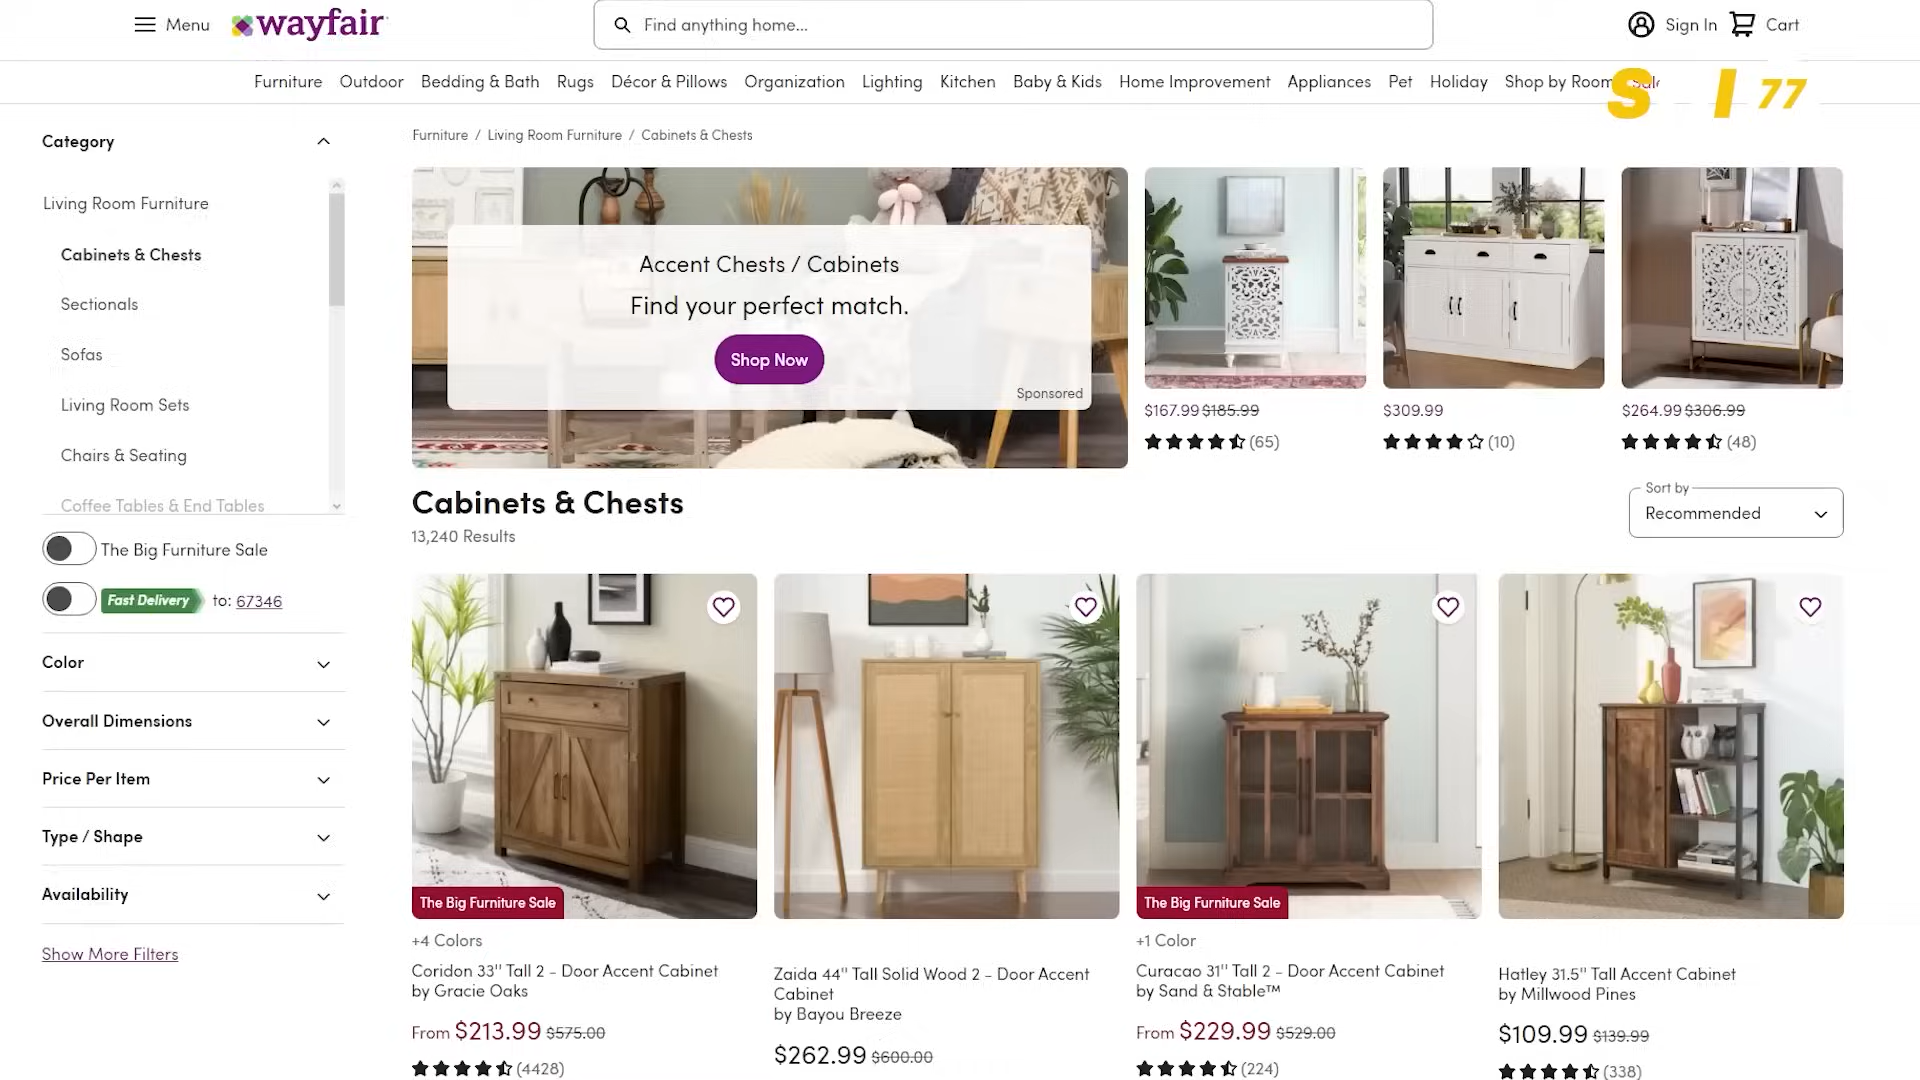 Menu
wayfair
Find anything home...
Sign In
Cart
Furniture
Outdoor
Bedding & Bath
Rugs
Décor & Pillows
Organization
Lighting
Kitchen
Baby & Kids
Home Improvement
Appliances
Pet
Holiday
Shop by Room
S I 77
Category
Living Room Furniture
Cabinets & Chests
Sectionals
Sofas
Living Room Sets
Chairs & Seating
Coffee Tables & End Tables
The Big Furniture Sale
Fast Delivery to: 67346
Color
Overall Dimensions
Price Per Item
Type / Shape
Availability
Show More Filters
Furniture / Living Room Furniture / Cabinets & Chests
Accent Chests / Cabinets
Find your perfect match.
Shop Now
Sponsored
$167.99 $185.99
(65)
$309.99
(10)
$264.99 $306.99
(48)
Cabinets & Chests
13,240 Results
Sort by
Recommended
The Big Furniture Sale
+4 Colors
Coridon 33'' Tall 2 - Door Accent Cabinet
by Gracie Oaks
From $213.99 $575.00
(4428)
Zaida 44'' Tall Solid Wood 2 - Door Accent
Cabinet
by Bayou Breeze
$262.99 $600.00
The Big Furniture Sale
+1 Color
Curacao 31'' Tall 2 - Door Accent Cabinet
by Sand & Stable™
From $229.99 $529.00
(224)
Hatley 31.5'' Tall Accent Cabinet
by Millwood Pines
$109.99 $139.99
(338)